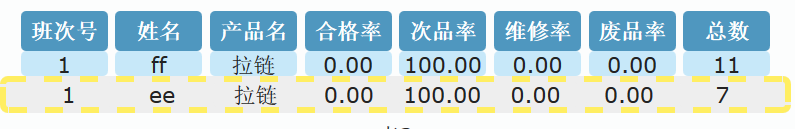 班次号 姓名 产品名 合格率 次品率 维修率 废品率 总数
1 ff 拉链 0.00 100.00 0.00 0.00 11
1 ee 拉链 0.00 100.00 0.00 0.00 7